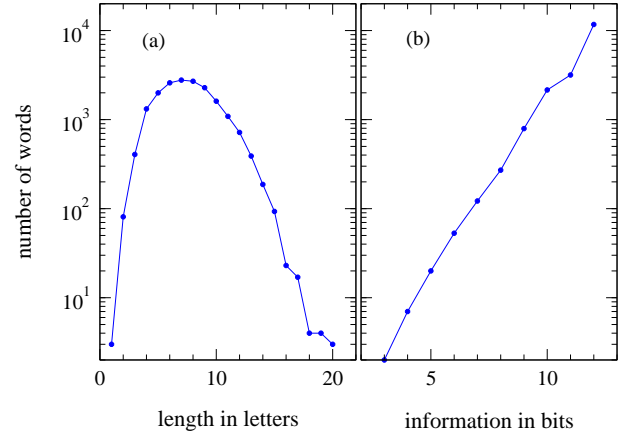 (a) (b)
10^4
10^3
10^2
10^1
number of words
0 10 20 5 10
length in letters information in bits